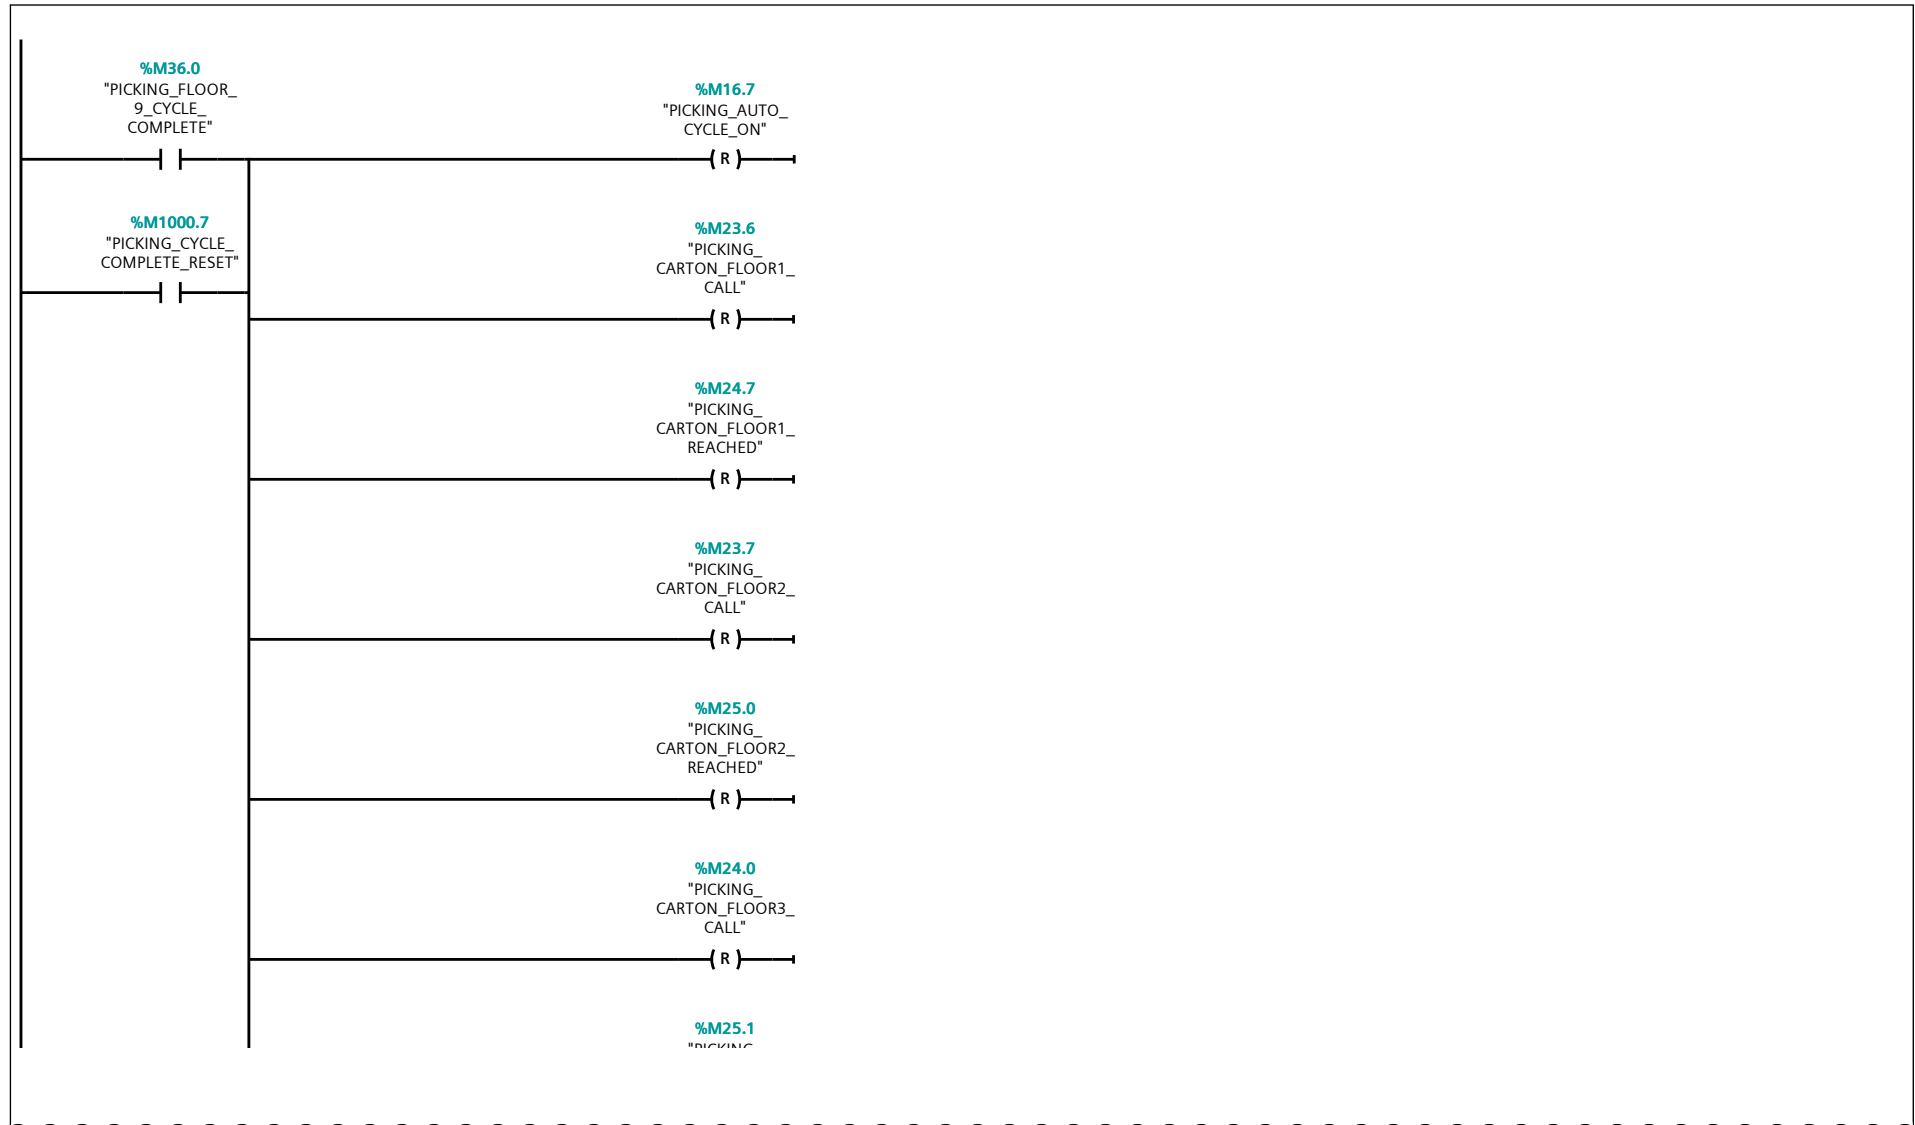 %M36.0
"PICKING_FLOOR_
9_CYCLE_
COMPLETE"
%M16.7
"PICKING_AUTO_
CYCLE_ON"
( R )
%M1000.7
"PICKING_CYCLE_
COMPLETE_RESET"
%M23.6
"PICKING_
CARTON_FLOOR1_
CALL"
( R )
%M24.7
"PICKING_
CARTON_FLOOR1_
REACHED"
( R )
%M23.7
"PICKING_
CARTON_FLOOR2_
CALL"
( R )
%M25.0
"PICKING_
CARTON_FLOOR2_
REACHED"
( R )
%M24.0
"PICKING_
CARTON_FLOOR3_
CALL"
( R )
%M25.1
"PICKING_